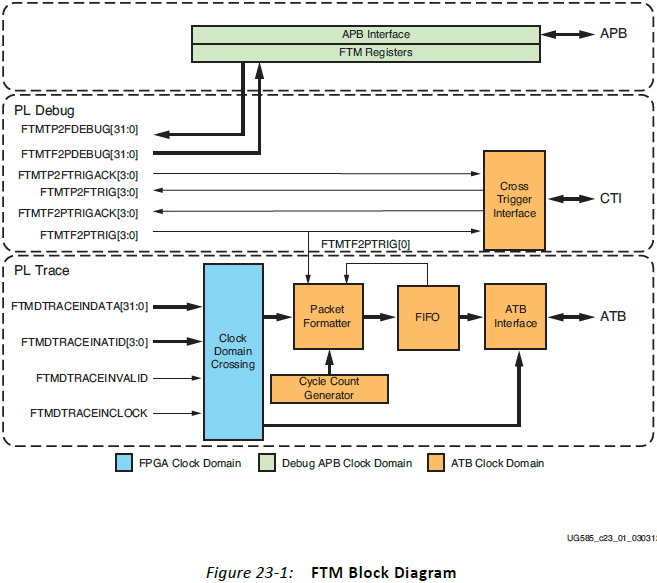 APB Interface
FTM Registers
APB
PL Debug
FTMTP2FDEBUG[31:0]
FTMTF2PDEBUG[31:0]
FTMTP2FTRIGACK[3:0]
FTMTP2FTRIG[3:0]
FTMTF2PTRIGACK[3:0]
FTMTF2PTRIG[3:0]
Cross
Trigger
Interface
CTI
FTMTF2PTRIG[0]
PL Trace
FTMDTRACEINDATA[31:0]
FTMDTRACEINATID[3:0]
FTMDTRACEINVALID
FTMDTRACEINCLOCK
Clock
Domain
Crossing
Packet
Formatter
FIFO
ATB
Interface
ATB
Cycle Count
Generator
FPGA Clock Domain
Debug APB Clock Domain
ATB Clock Domain
UG585_c23_01_03031
Figure 23-1: FTM Block Diagram